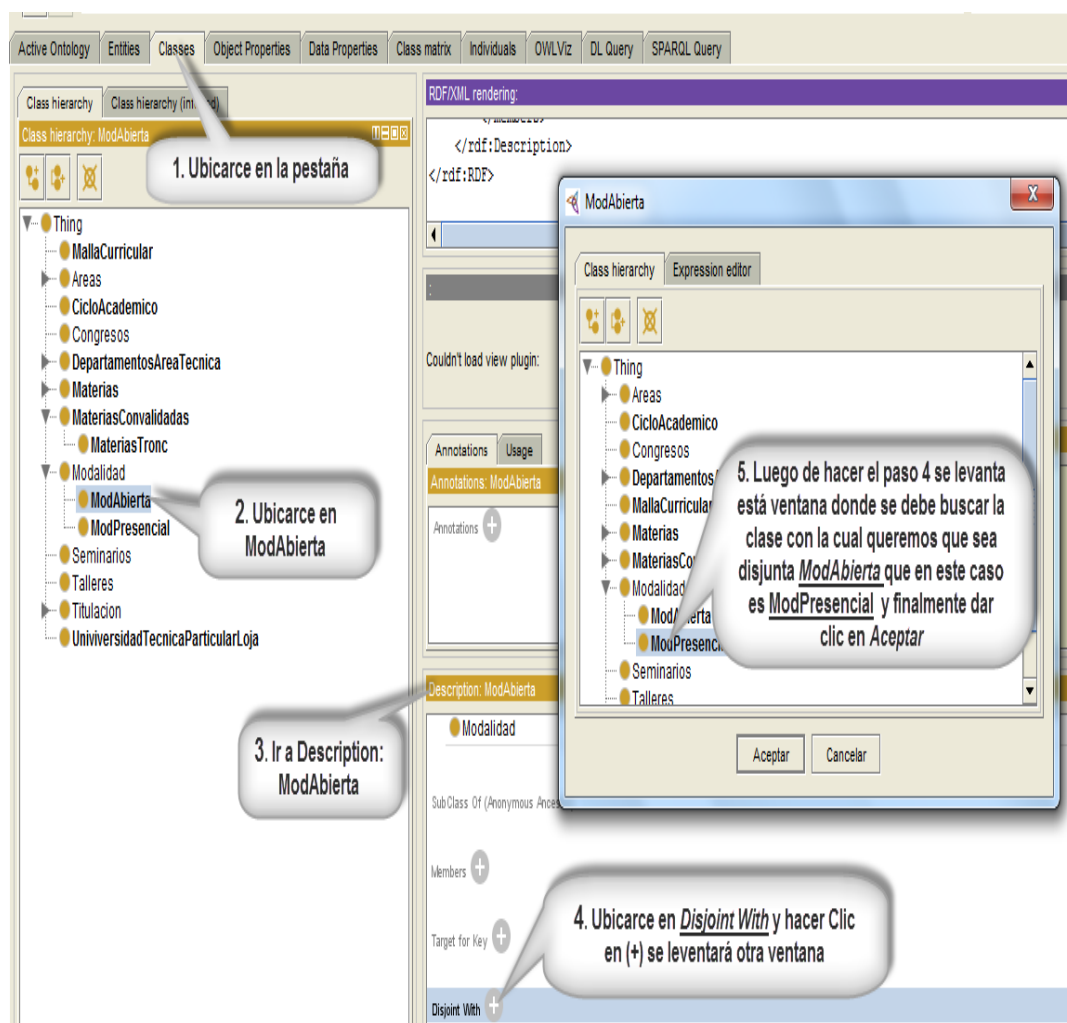 Active Ontology Entities Classes Object Properties Data Properties Class matrix Individuals OWLViz DL Query SPARQL Query
Class hierarchy Class hierarchy
Class hierarchy: ModAbierta
1. Ubicarce en la pestaña
Thing
MallaCurricular
Areas
CicloAcademico
Congresos
DepartamentosAreaTecnica
Materias
MateriasConvalidadas
MateriasTronc
Modalidad
ModAbierta
ModPresencial
Seminarios
Talleres
Titulacion
UniviversidadTecnicaParticularLoja
2. Ubicarce en
ModAbierta
3. Ir a Description:
ModAbierta
RDF/XML rendering:
</rdf:Description>
</rdf:RDF>
:
Couldn't load view plugin:
Annotations Usage
Annotations: ModAbierta
Annotations
Description: ModAbierta
Modalidad
SubClass Of (Anonymous
Members
Target for Key
Disjoint With
4. Ubicarce en Disjoint With y hacer Clic
en (+) se leventará otra ventana
ModAbierta
Class hierarchy Expression editor
Thing
Areas
CicloAcademico
Congresos
MallaCurricular
Materias
Modalidad
Seminarios
Talleres
Aceptar Cancelar
5. Luego de hacer el paso 4 se levanta
está ventana donde se debe buscar la
clase con la cual queremos que sea
disjunta ModAbierta que en este caso
es ModPresencial y finalmente dar
clic en Aceptar